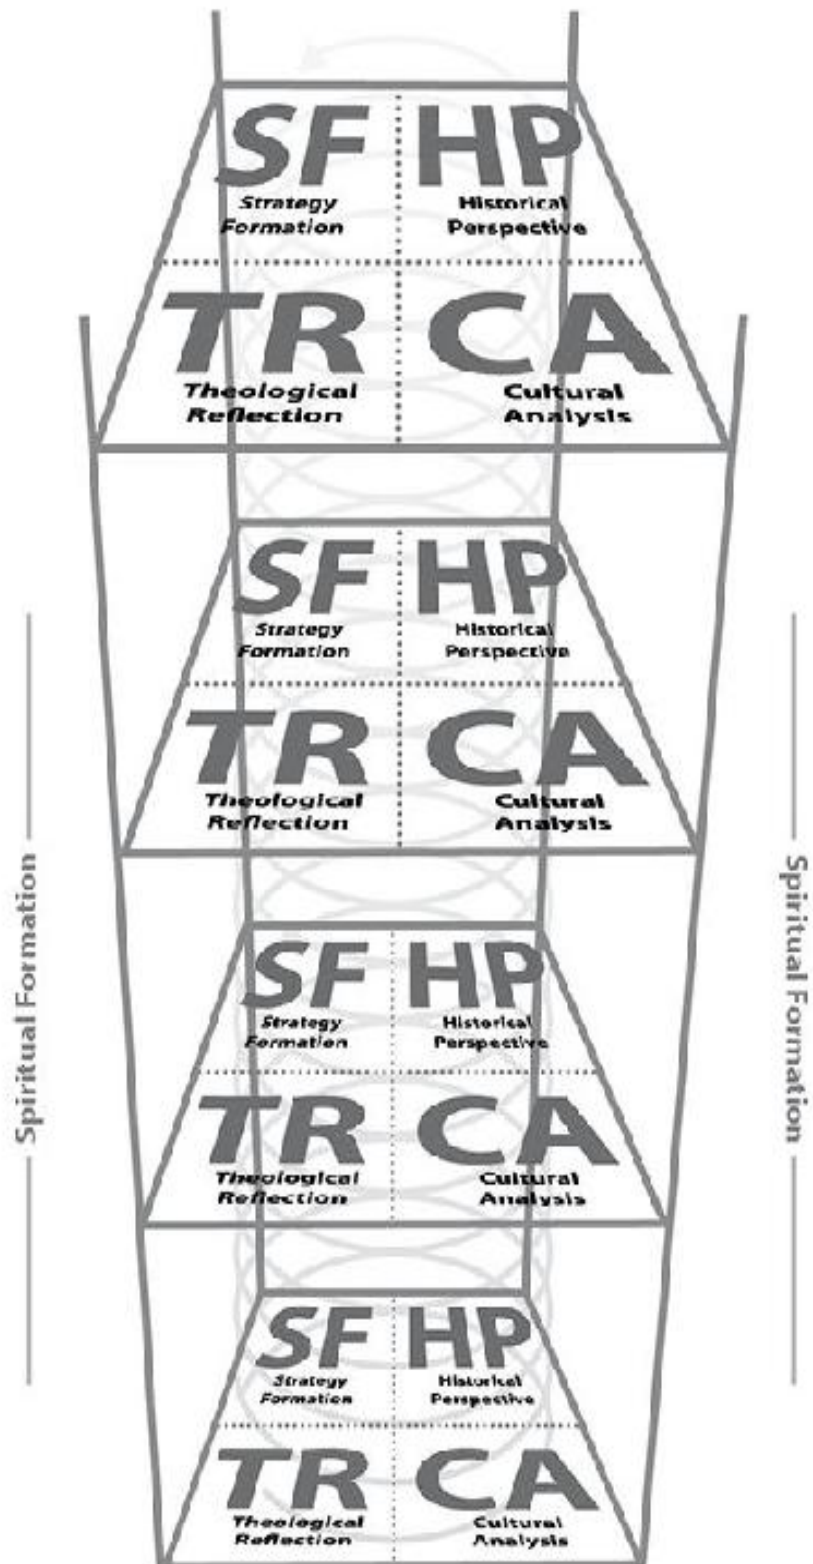 SF HP
Strategy Historical
Formation Perspective
TR CA
Theological Cultural
Reflection Analysis
SF HP
Strategy Historical
Formation Perspective
TR CA
Theological Cultural
Reflection Analysis
Spiritual Formation
Spiritual Formation
SF HP
Strategy Historical
Formation Perspective
TR CA
Theological Cultural
Reflection Analysis
SF HP
Strategy Historical
Formation Perspective
TR CA
Theological Cultural
Reflection Analysis